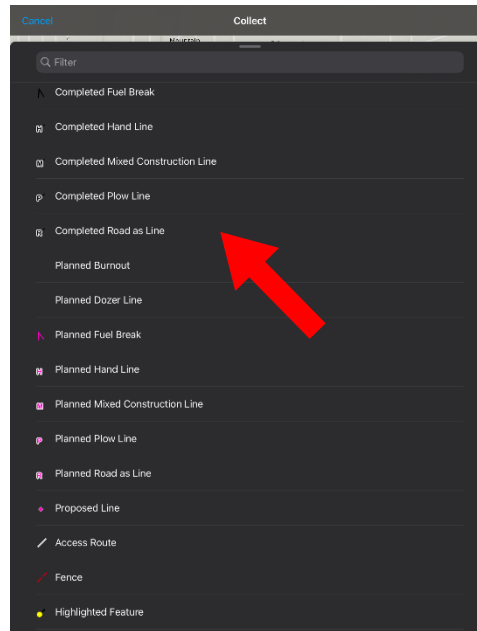 Cancel
Collect
Filter
Completed Fuel Break
H
Completed Hand Line
Completed Mixed Construction Line
P
Completed Plow Line
R
Completed Road as Line
Planned Burnout
Planned Dozer Line
Planned Fuel Break
H
Planned Hand Line
M
Planned Mixed Construction Line
P
Planned Plow Line
R
Planned Road as Line
Proposed Line
Access Route
Fence
Highlighted Feature